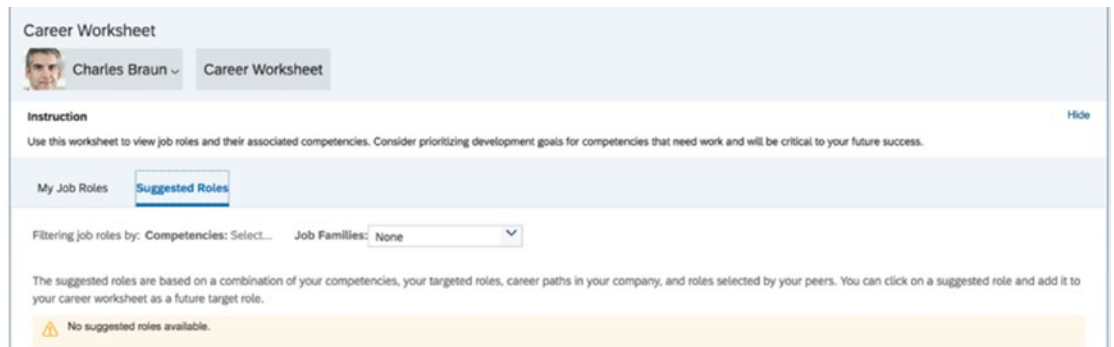 Career Worksheet
Charles Braun
Career Worksheet
Instruction
Hide
Use this worksheet to view job roles and their associated competencies. Consider prioritizing development goals for competencies that need work and will be critical to your future success.
My Job Roles
Suggested Roles
Filtering job roles by: Competencies: Select... Job Families: None
The suggested roles are based on a combination of your competencies, your targeted roles, career paths in your company, and roles selected by your peers. You can click on a suggested role and add it to
your career worksheet as a future target role.
No suggested roles available.